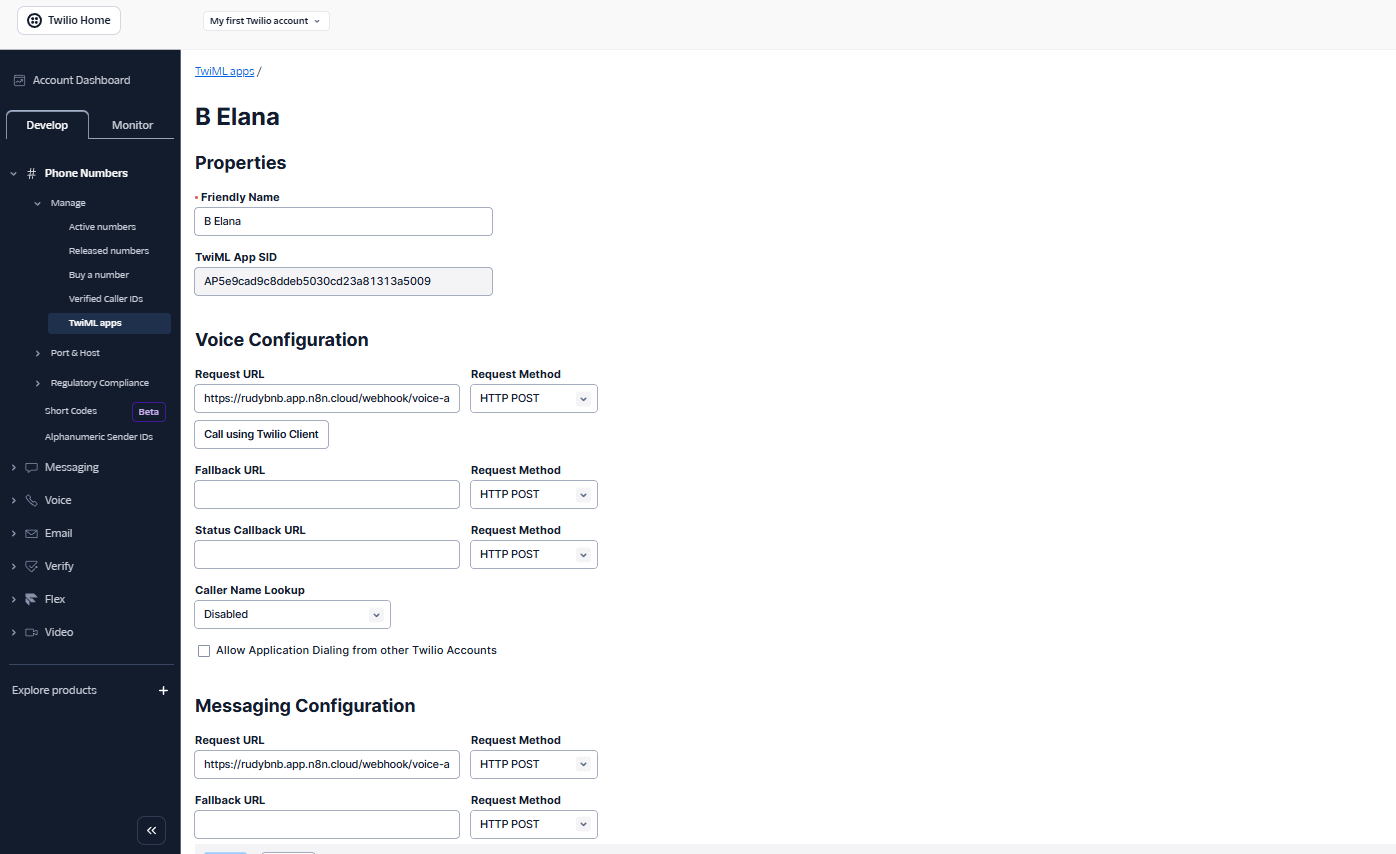 Twilio Home
My first Twilio account
Account Dashboard
Develop
Monitor
# Phone Numbers
Manage
Active numbers
Released numbers
Buy a number
Verified Caller IDs
TwiML apps
Port & Host
Regulatory Compliance
Short Codes
Beta
Alphanumeric Sender IDs
Messaging
Voice
Email
Verify
Flex
Video
Explore products +
TwiML apps /
B Elana
Properties
* Friendly Name
B Elana
TwiML App SID
AP5e9cad9c8ddeb5030cd23a81313a5009
Voice Configuration
Request URL Request Method
https://rudybnb.app.n8n.cloud/webhook/voice-a HTTP POST
Call using Twilio Client
Fallback URL Request Method
HTTP POST
Status Callback URL Request Method
HTTP POST
Caller Name Lookup
Disabled
Allow Application Dialing from other Twilio Accounts
Messaging Configuration
Request URL Request Method
https://rudybnb.app.n8n.cloud/webhook/voice-a HTTP POST
Fallback URL Request Method
HTTP POST